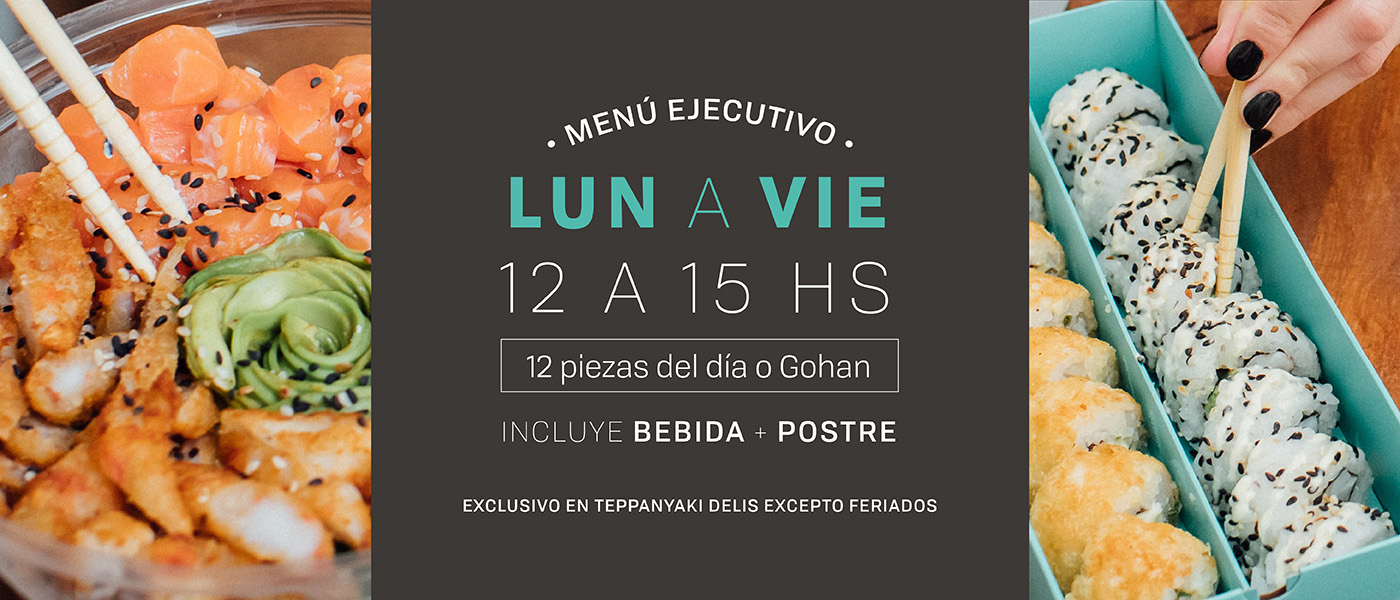 • MENÚ EJECUTIVO •
LUN A VIE
12 A 15 HS
12 piezas del día o Gohan
INCLUYE BEBIDA + POSTRE
EXCLUSIVO EN TEPPANYAKI DELIS EXCEPTO FERIADOS